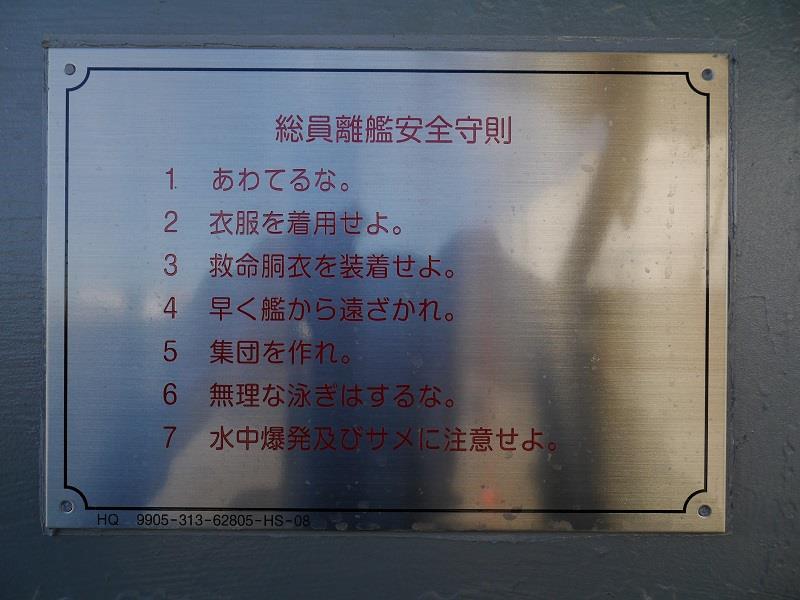 総員離艦安全守則
1 あわてるな。
2 衣服を着用せよ。
3 救命胴衣を装着せよ。
4 早く艦から遠ざかれ。
5 集団を作れ。
6 無理な泳ぎはするな。
7 水中爆発及びサメに注意せよ。
HQ 9905-313-62805-HS-08